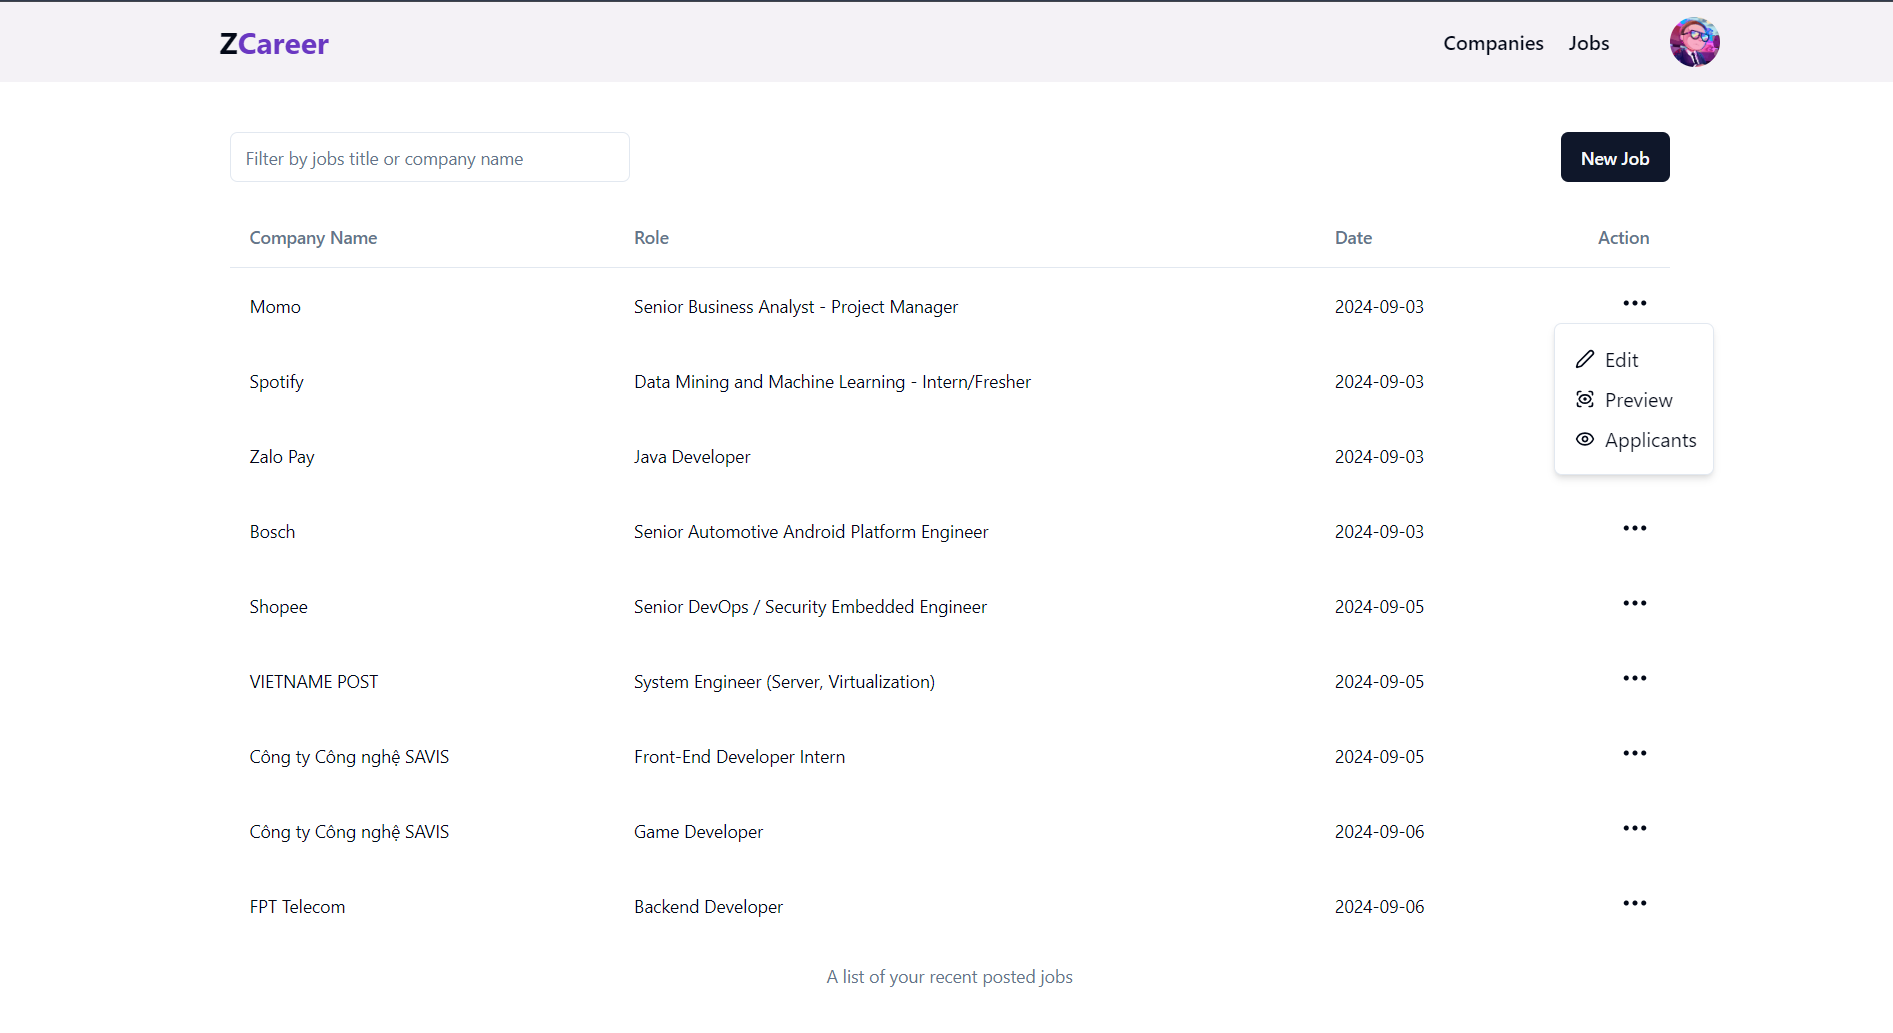 ZCareer Companies Jobs
Filter by jobs title or company name New Job
Company Name Role Date Action
Momo Senior Business Analyst - Project Manager 2024-09-03
Edit
Spotify Data Mining and Machine Learning - Intern/Fresher 2024-09-03
Preview
Applicants
Zalo Pay Java Developer 2024-09-03
Bosch Senior Automotive Android Platform Engineer 2024-09-03
Shopee Senior DevOps / Security Embedded Engineer 2024-09-05
VIETNAME POST System Engineer (Server, Virtualization) 2024-09-05
Công ty Công nghệ SAVIS Front-End Developer Intern 2024-09-05
Công ty Công nghệ SAVIS Game Developer 2024-09-06
FPT Telecom Backend Developer 2024-09-06
A list of your recent posted jobs